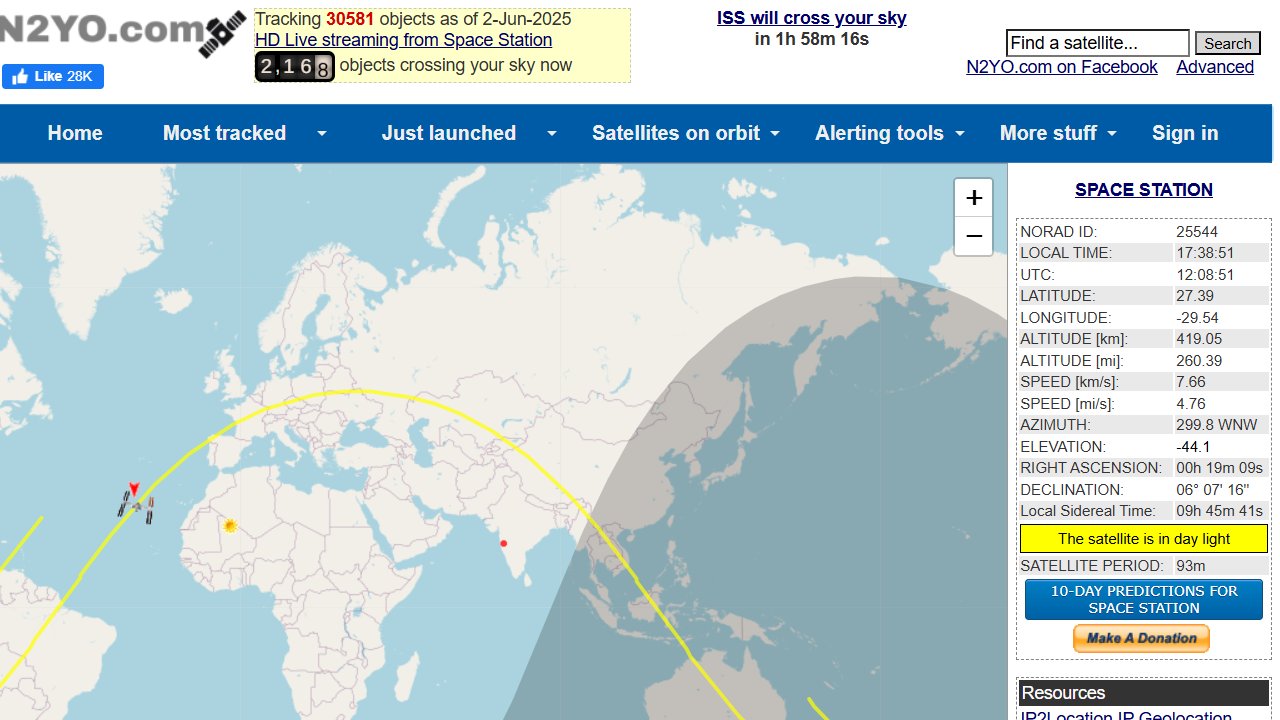 N2YO.com
Tracking 30581 objects as of 2-Jun-2025
HD Live streaming from Space Station
2,168 objects crossing your sky now
Like 28K
ISS will cross your sky
in 1h 58m 16s
Find a satellite... Search
N2YO.com on Facebook Advanced
Home Most tracked Just launched Satellites on orbit Alerting tools More stuff Sign in
+
−
SPACE STATION
NORAD ID: 25544
LOCAL TIME: 17:38:51
UTC: 12:08:51
LATITUDE: 27.39
LONGITUDE: -29.54
ALTITUDE [km]: 419.05
ALTITUDE [mi]: 260.39
SPEED [km/s]: 7.66
SPEED [mi/s]: 4.76
AZIMUTH: 299.8 WNW
ELEVATION: -44.1
RIGHT ASCENSION: 00h 19m 09s
DECLINATION: 06° 07' 16''
Local Sidereal Time: 09h 45m 41s
The satellite is in day light
SATELLITE PERIOD: 93m
10-DAY PREDICTIONS FOR
SPACE STATION
Make A Donation
Resources
IP2Location IP Geolocation